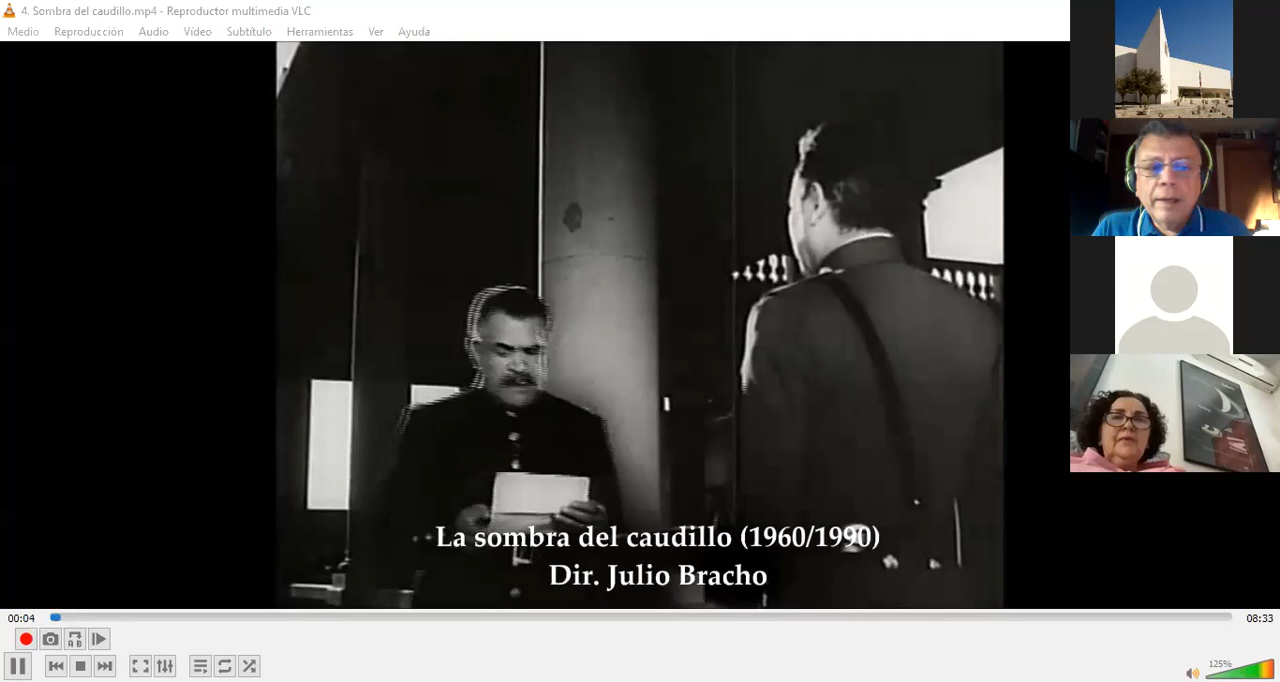 4. Sombra del caudillo.mp4 - Reproductor multimedia VLC
Medio Reproducción Audio Vídeo Subtítulo Herramientas Ver Ayuda
La sombra del caudillo (1960/1990)
Dir. Julio Bracho
00:04 08:33
125%